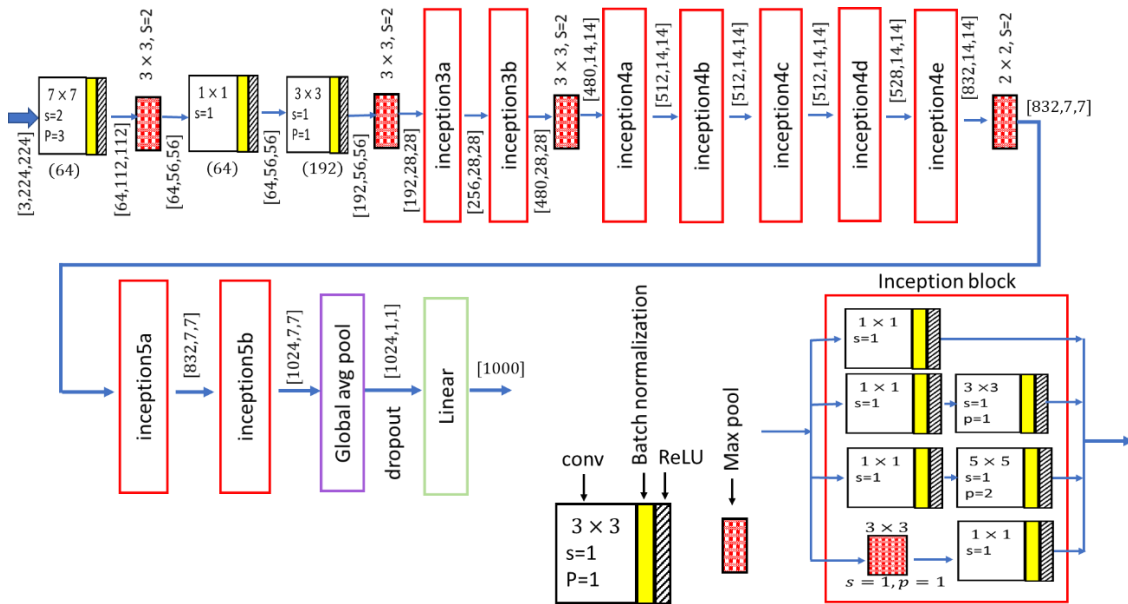 [3,224,224]
7 × 7
s=2
P=3
(64)
[64,112,112]
3 × 3, S=2
[64,56,56]
1 × 1
s=1
(64)
[64,56,56]
3 × 3
s=1
P=1
(192)
[192,56,56]
3 × 3, S=2
[192,28,28]
inception3a
[256,28,28]
inception3b
[480,28,28]
3 × 3, S=2
[480,14,14]
inception4a
[512,14,14]
inception4b
[512,14,14]
inception4c
[512,14,14]
inception4d
[528,14,14]
inception4e
[832,14,14]
2 × 2, s=2
[832,7,7]
inception5a
[832,7,7]
inception5b
[1024,7,7]
Global avg pool
[1024,1,1]
dropout
Linear
[1000]
conv
Batch normalization
ReLU
3 × 3
s=1
P=1
Max pool
Inception block
1 × 1
s=1
1 × 1
s=1
3 ×3
s=1
p=1
1 × 1
s=1
5 × 5
s=1
p=2
3 × 3
s = 1, p = 1
1 × 1
s=1